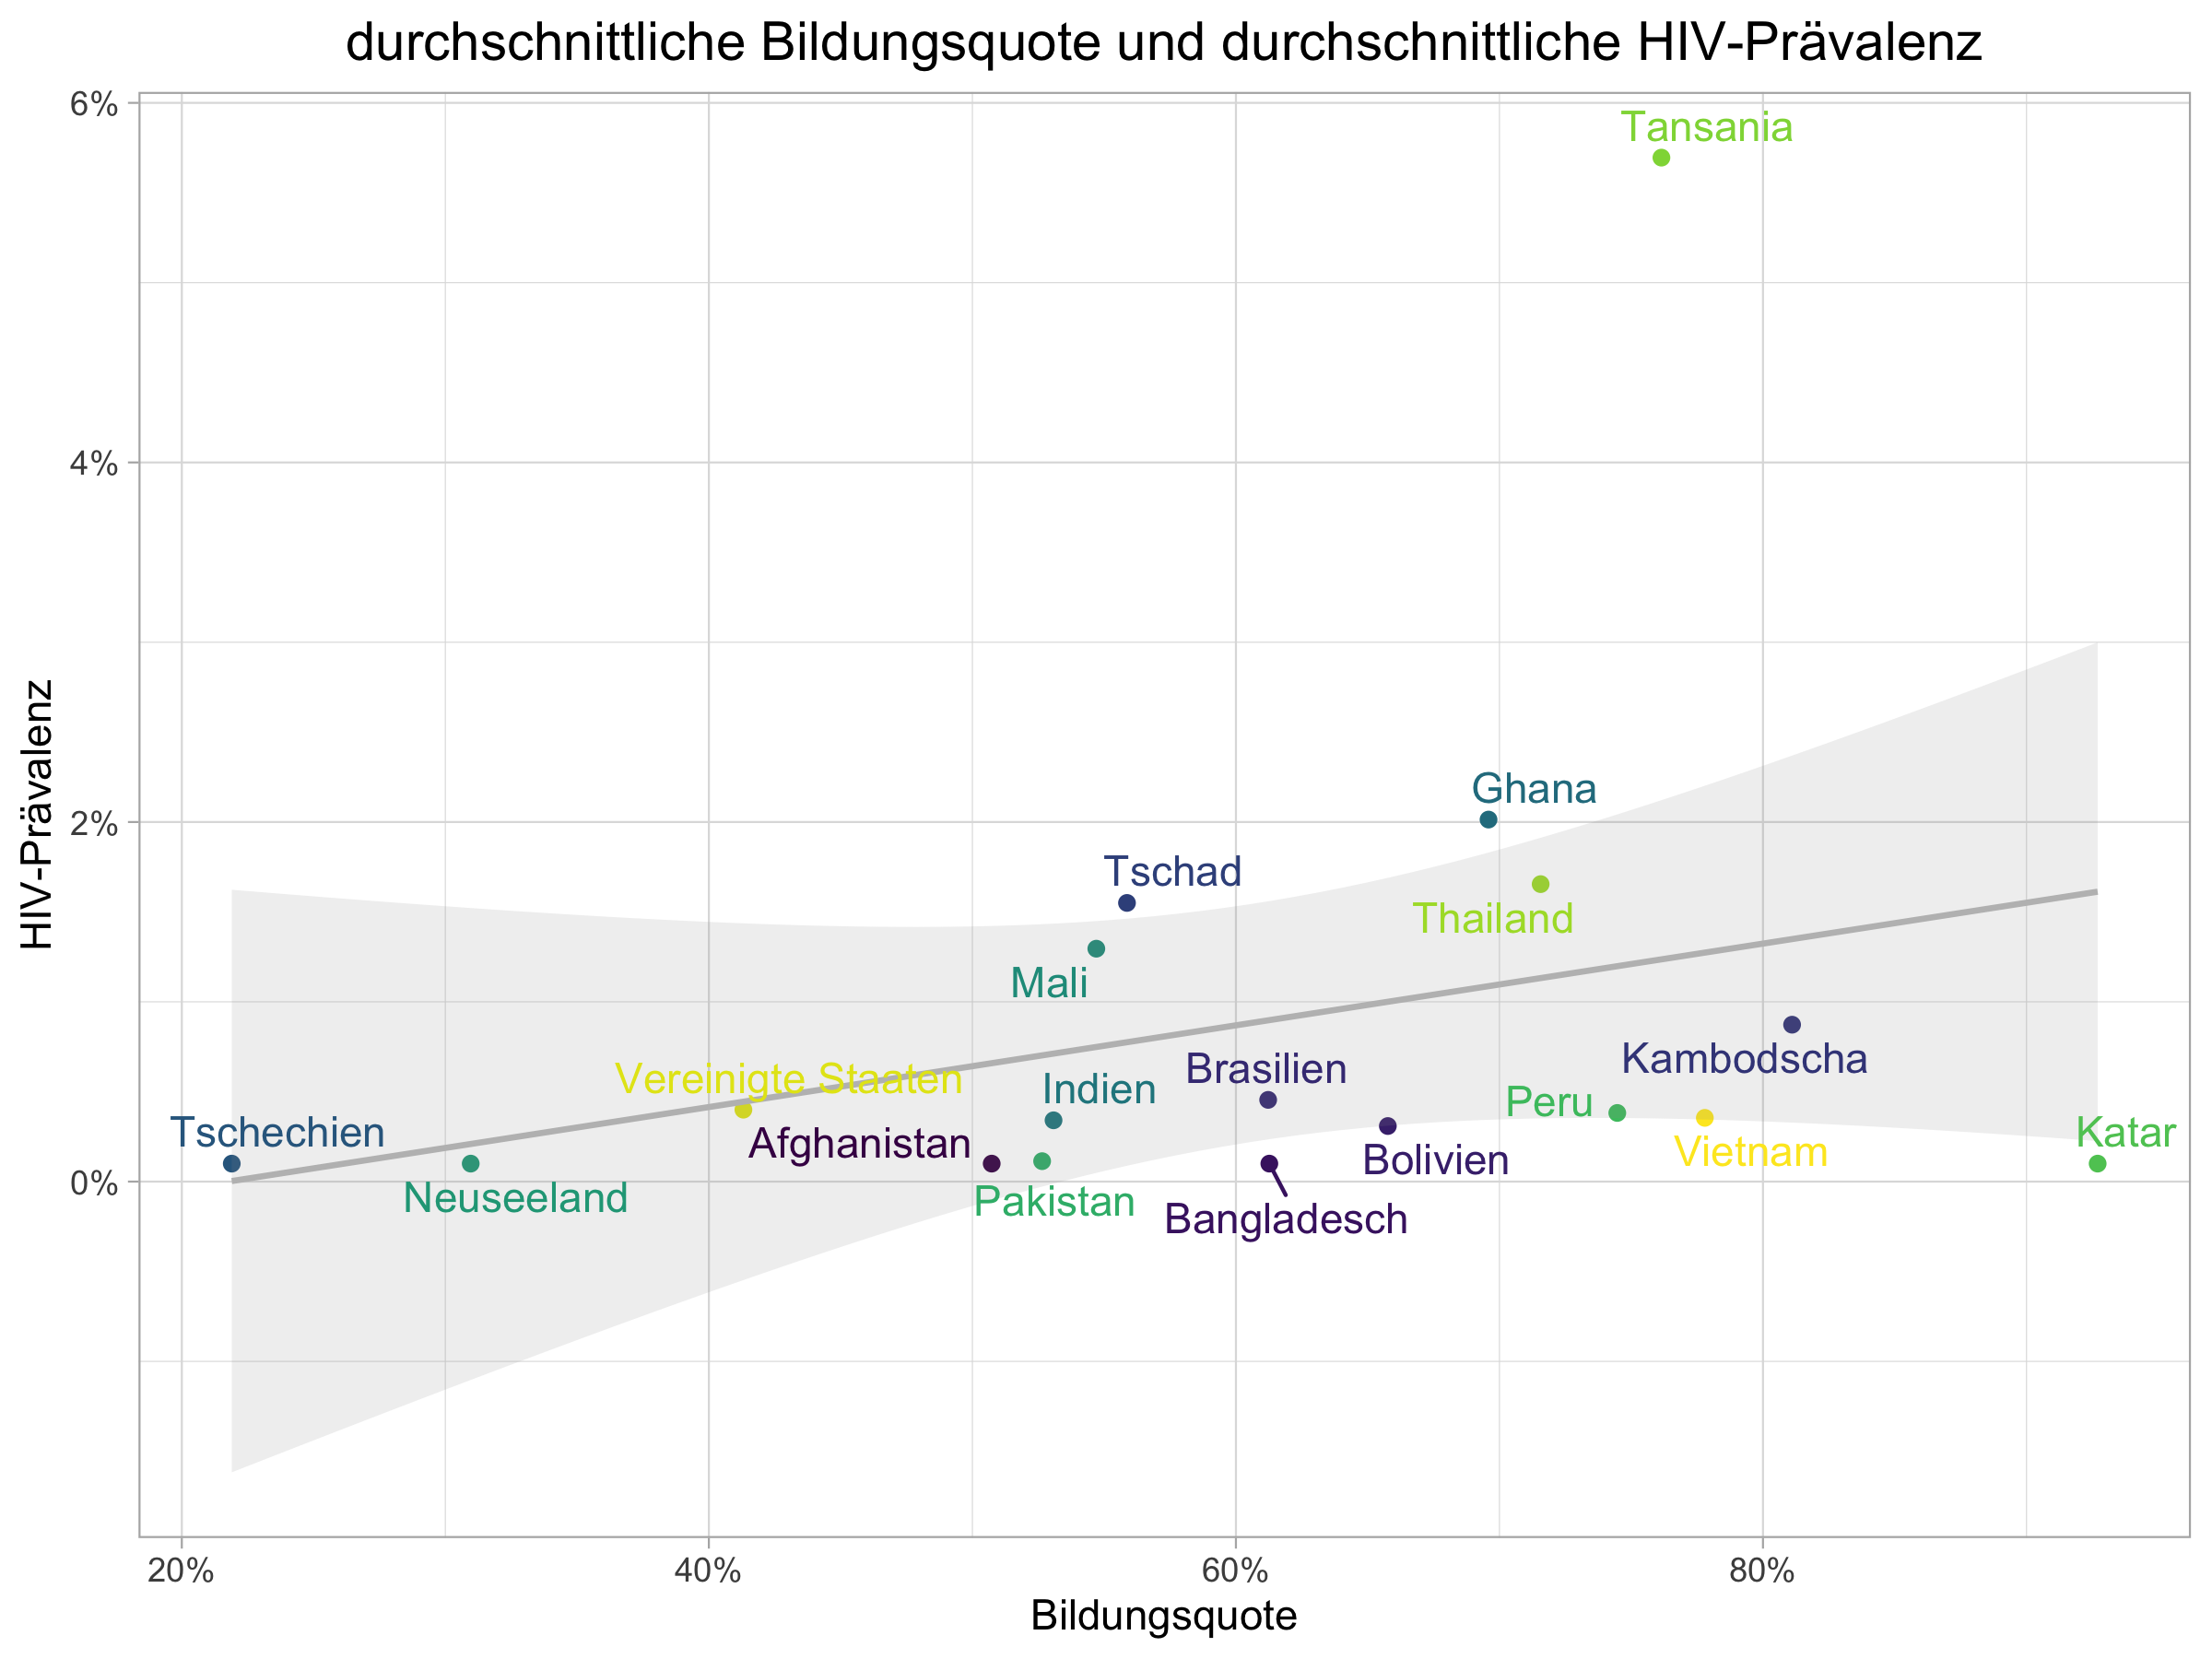 durchschnittliche Bildungsquote und durchschnittliche HIV-Prävalenz
6%
Tansania
4%
HIV-Prävalenz
Ghana
2%
Tschad
Thailand
Mali
Kambodscha
Brasilien
Vereinigte Staaten
Indien
Peru
Tschechien
Afghanistan
Katar
Vietnam
Bolivien
0%
Neuseeland
Pakistan
Bangladesch
20%
40%
60%
80%
Bildungsquote